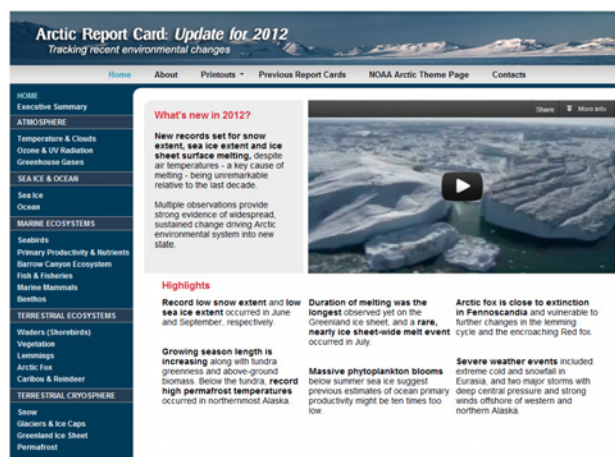 Arctic Report Card: Update for 2012
Tracking recent environmental changes
Home About Printouts Previous Report Cards NOAA Arctic Theme Page Contacts
HOME
Executive Summary
ATMOSPHERE
Temperature & Clouds
Ozone & UV Radiation
Greenhouse Gases
SEA ICE & OCEAN
Sea Ice
Ocean
MARINE ECOSYSTEMS
Seabirds
Primary Productivity & Nutrients
Barrow Canyon Ecosystem
Fish & Fisheries
Marine Mammals
Benthos
TERRESTRIAL ECOSYSTEMS
Waders (Shorebirds)
Vegetation
Lemmings
Arctic Fox
Caribou & Reindeer
TERRESTRIAL CRYOSPHERE
Snow
Glaciers & Ice Caps
Greenland Ice Sheet
Permafrost
What's new in 2012?
New records set for snow
extent, sea ice extent and ice
sheet surface melting, despite
air temperatures - a key cause of
melting - being unremarkable
relative to the last decade.
Multiple observations provide
strong evidence of widespread,
sustained change driving Arctic
environmental system into new
state.
Share More info
Highlights
Record low snow extent and low
sea ice extent occurred in June
and September, respectively.
Growing season length is
increasing along with tundra
greenness and above-ground
biomass. Below the tundra, record
high permafrost temperatures
occurred in northernmost Alaska.
Duration of melting was the
longest observed yet on the
Greenland ice sheet, and a rare,
nearly ice sheet-wide melt event
occurred in July.
Massive phytoplankton blooms
below summer sea ice suggest
previous estimates of ocean primary
productivity might be ten times too
low.
Arctic fox is close to extinction
in Fennoscandia and vulnerable to
further changes in the lemming
cycle and the encroaching Red fox.
Severe weather events included
extreme cold and snowfall in
Eurasia, and two major storms with
deep central pressure and strong
winds offshore of western and
northern Alaska.